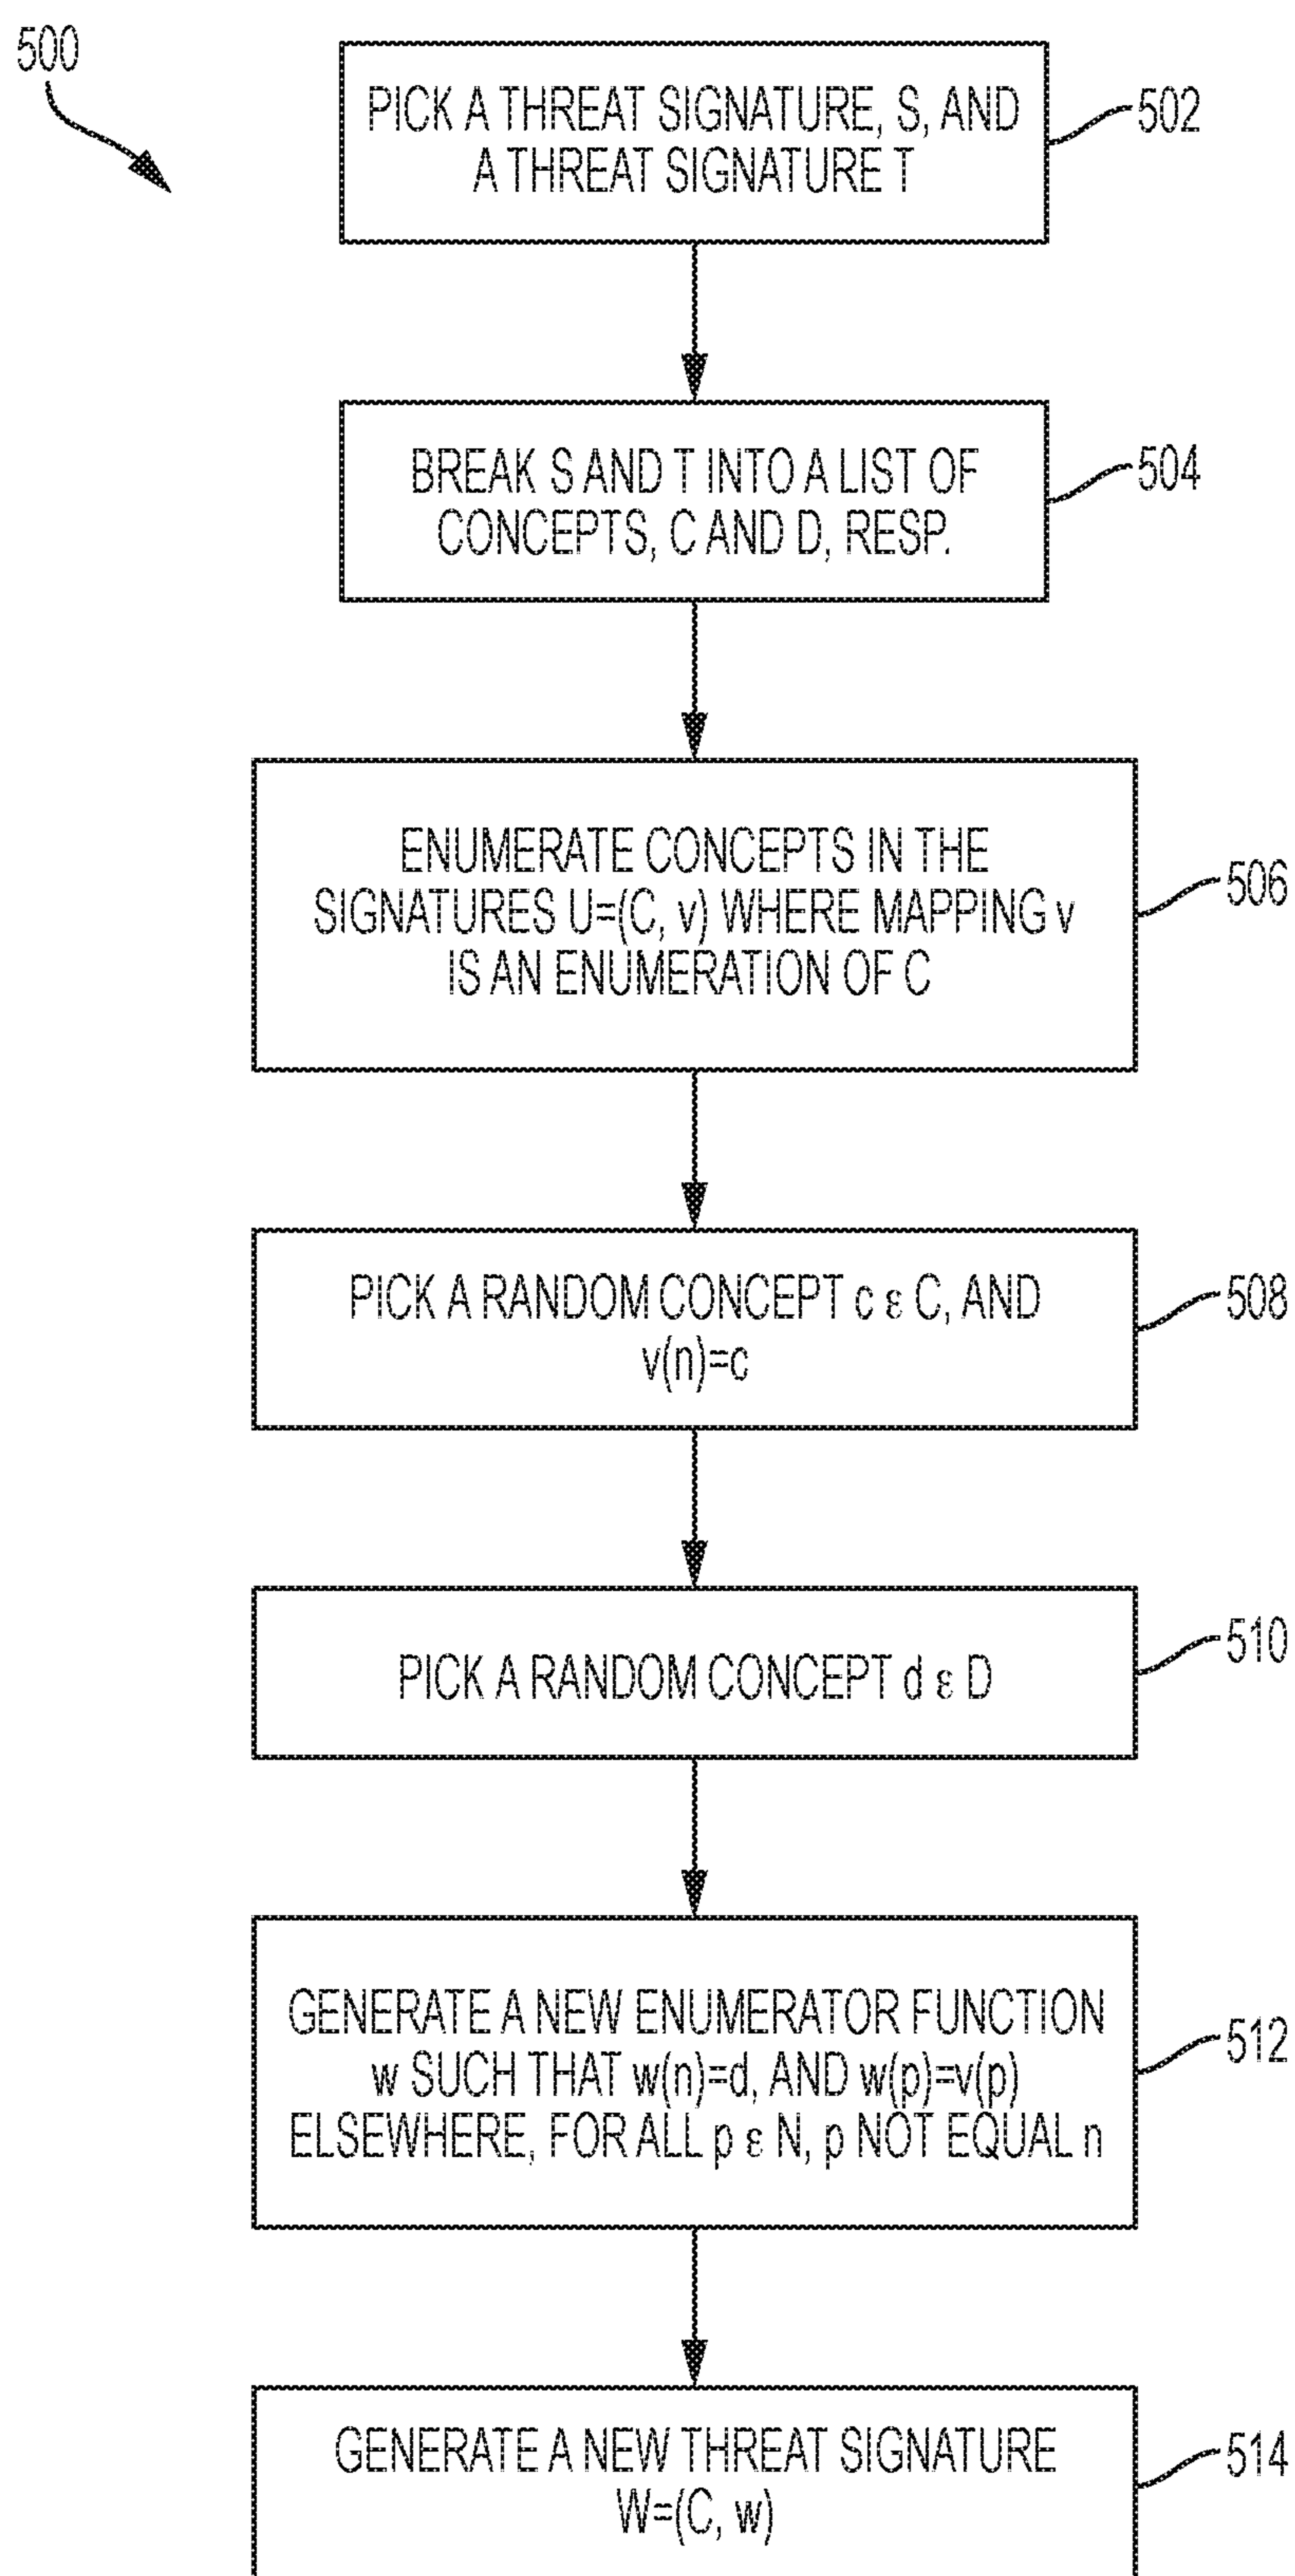 500
PICK A THREAT SIGNATURE, S, AND
A THREAT SIGNATURE T
502
BREAK S AND T INTO A LIST OF
CONCEPTS, C AND D, RESP.
504
ENUMERATE CONCEPTS IN THE
SIGNATURES U=(C, v) WHERE MAPPING v
IS AN ENUMERATION OF C
506
PICK A RANDOM CONCEPT c ε C, AND
v(n)=c
508
PICK A RANDOM CONCEPT d ε D
510
GENERATE A NEW ENUMERATOR FUNCTION
w SUCH THAT w(n)=d, AND w(p)=v(p)
ELSEWHERE, FOR ALL p ε N, p NOT EQUAL n
512
GENERATE A NEW THREAT SIGNATURE
W=(C, w)
514